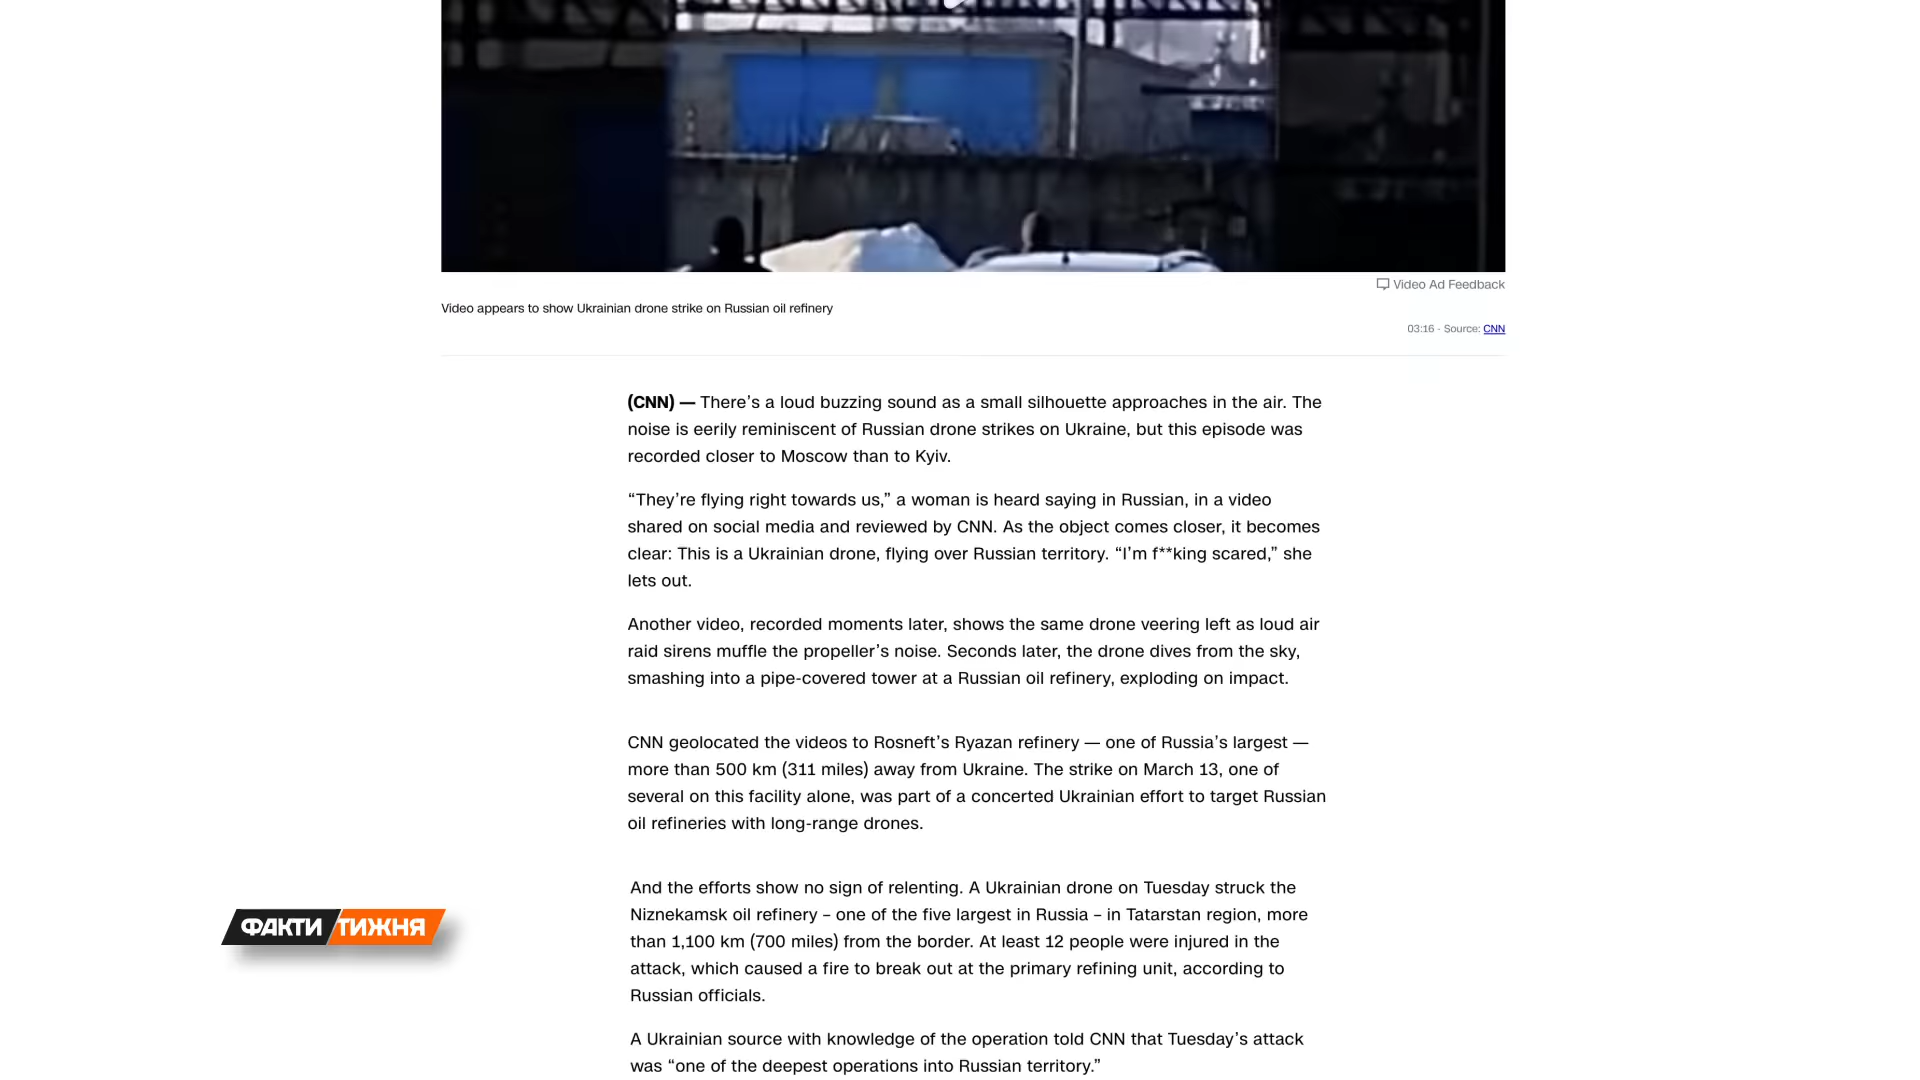 Video Ad Feedback
Video appears to show Ukrainian drone strike on Russian oil refinery
03:16 - Source: CNN
(CNN) — There’s a loud buzzing sound as a small silhouette approaches in the air. The
noise is eerily reminiscent of Russian drone strikes on Ukraine, but this episode was
recorded closer to Moscow than to Kyiv.
“They’re flying right towards us,” a woman is heard saying in Russian, in a video
shared on social media and reviewed by CNN. As the object comes closer, it becomes
clear: This is a Ukrainian drone, flying over Russian territory. “I’m f**king scared,” she
lets out.
Another video, recorded moments later, shows the same drone veering left as loud air
raid sirens muffle the propeller’s noise. Seconds later, the drone dives from the sky,
smashing into a pipe-covered tower at a Russian oil refinery, exploding on impact.
CNN geolocated the videos to Rosneft’s Ryazan refinery — one of Russia’s largest —
more than 500 km (311 miles) away from Ukraine. The strike on March 13, one of
several on this facility alone, was part of a concerted Ukrainian effort to target Russian
oil refineries with long-range drones.
And the efforts show no sign of relenting. A Ukrainian drone on Tuesday struck the
Niznekamsk oil refinery – one of the five largest in Russia – in Tatarstan region, more
than 1,100 km (700 miles) from the border. At least 12 people were injured in the
attack, which caused a fire to break out at the primary refining unit, according to
Russian officials.
A Ukrainian source with knowledge of the operation told CNN that Tuesday’s attack
was “one of the deepest operations into Russian territory.”
ФАКТИ ТИЖНЯ